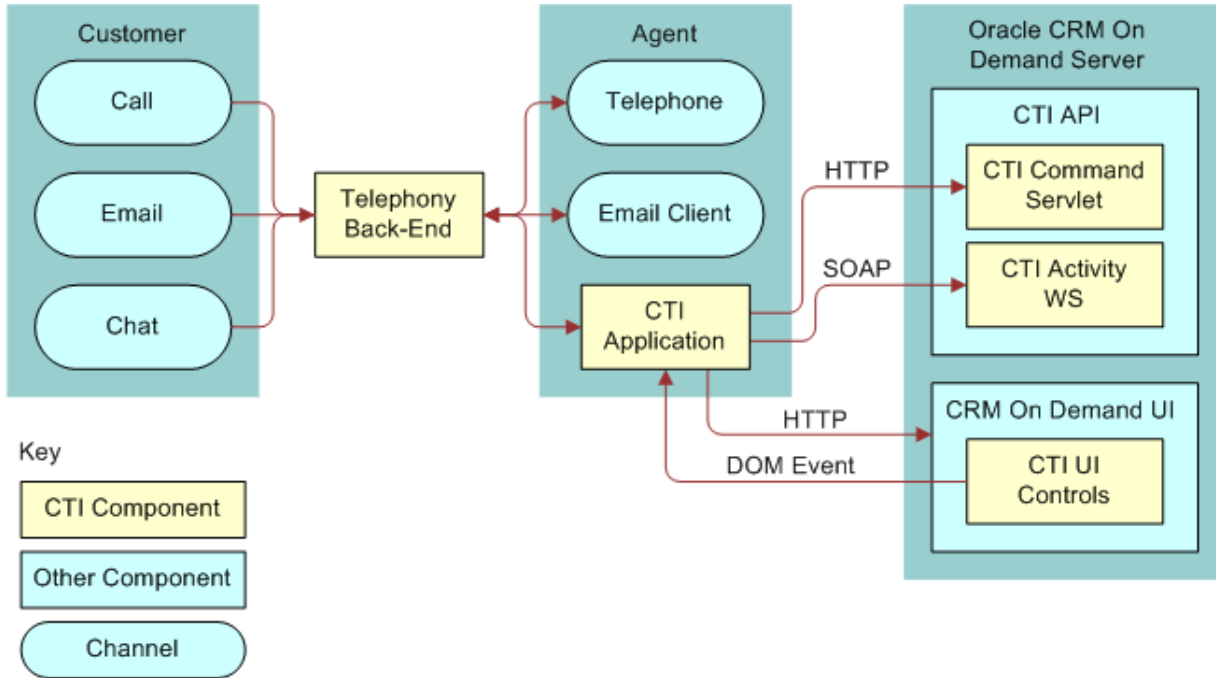 Customer
Call
Email
Chat
Telephony
Back-End
Agent
Telephone
Email Client
CTI
Application
HTTP
SOAP
HTTP
DOM Event
Oracle CRM On
Demand Server
CTI API
CTI Command
Servlet
CTI Activity
WS
CRM On Demand UI
CTI UI
Controls
Key
CTI Component
Other Component
Channel